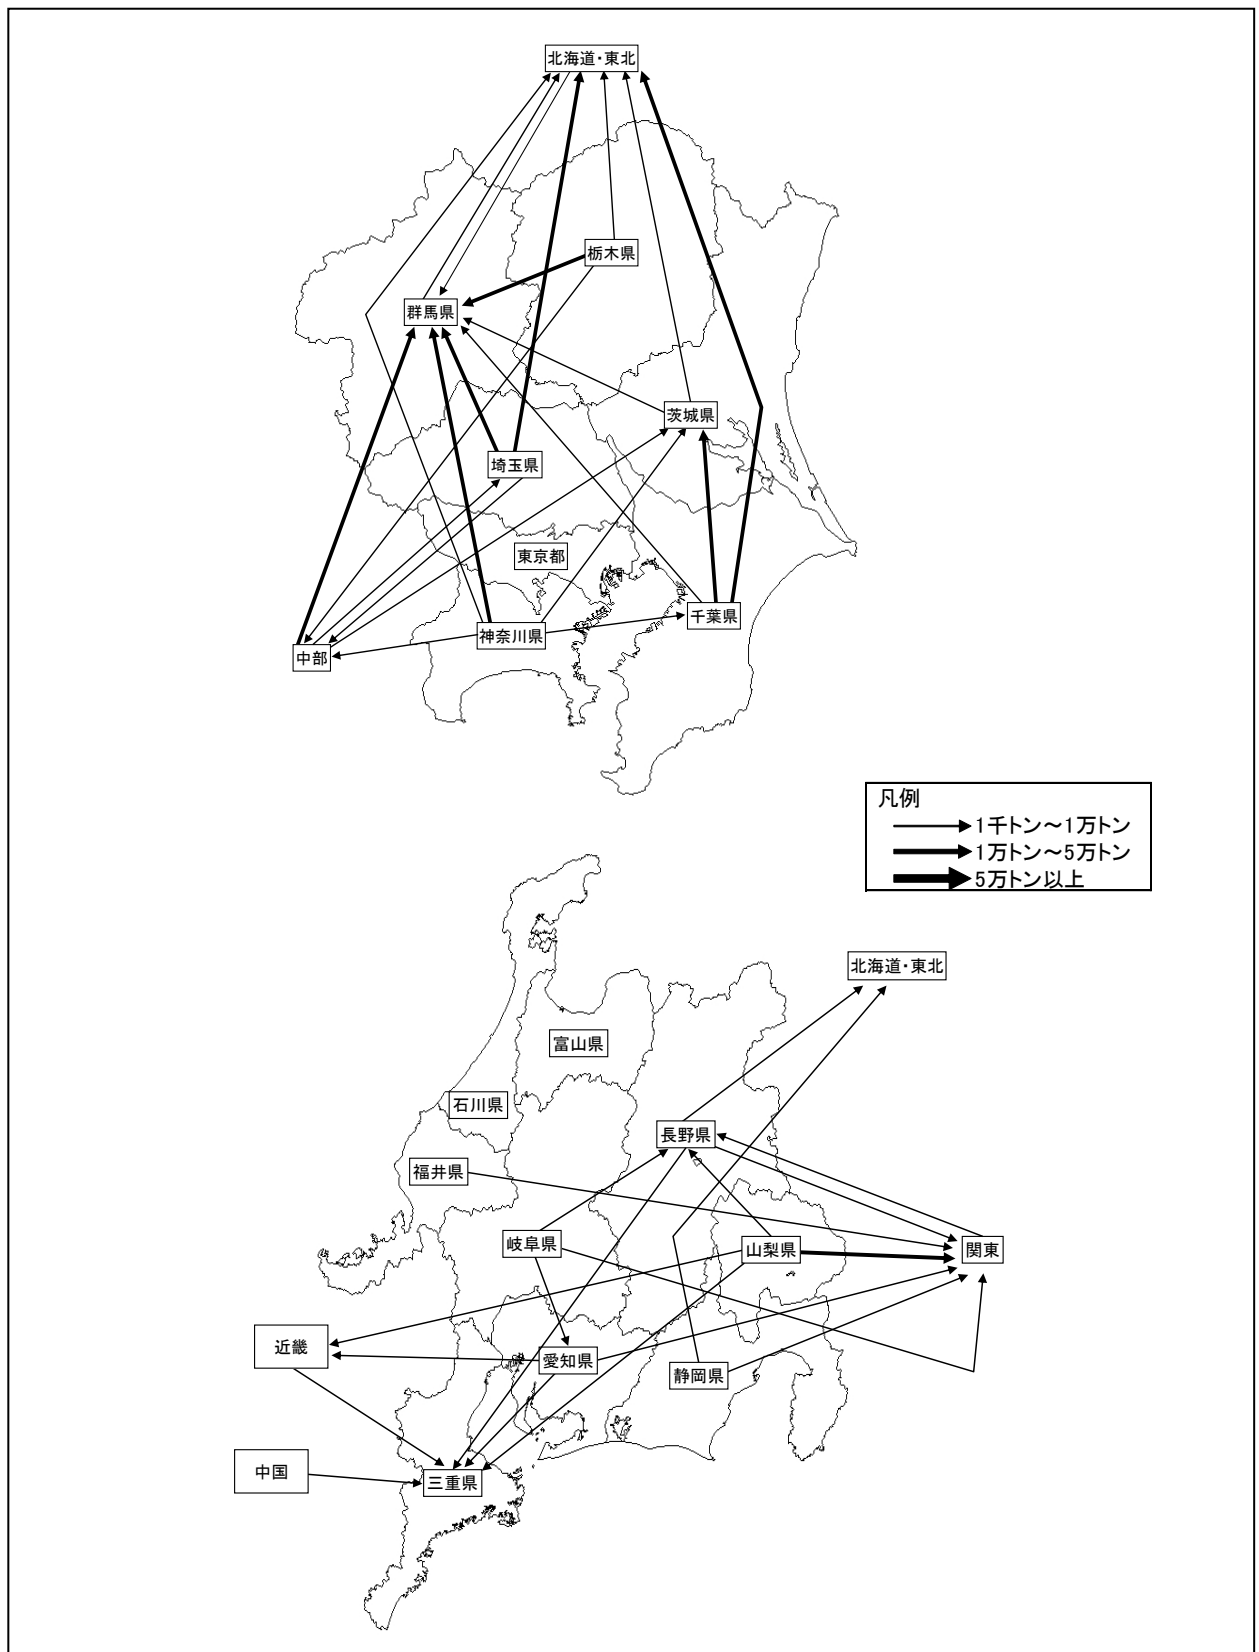 北海道・東北
栃木県
群馬県
茨城県
埼玉県
東京都
千葉県
神奈川県
中部
凡例
1千トン～1万トン
1万トン～5万トン
5万トン以上
北海道・東北
富山県
石川県
長野県
福井県
岐阜県
山梨県
関東
近畿
愛知県
静岡県
中国
三重県